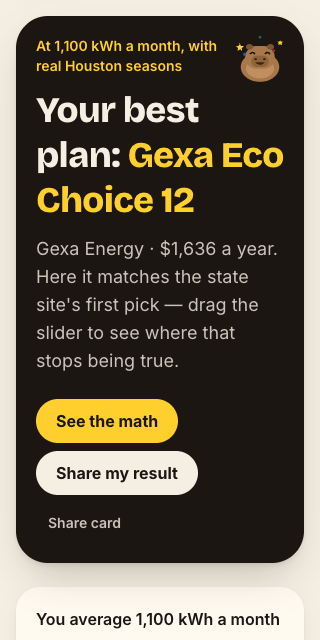 At 1,100 kWh a month, with
real Houston seasons
Your best
plan: Gexa Eco
Choice 12
Gexa Energy · $1,636 a year.
Here it matches the state
site's first pick — drag the
slider to see where that
stops being true.
See the math
Share my result
Share card
You average 1,100 kWh a month